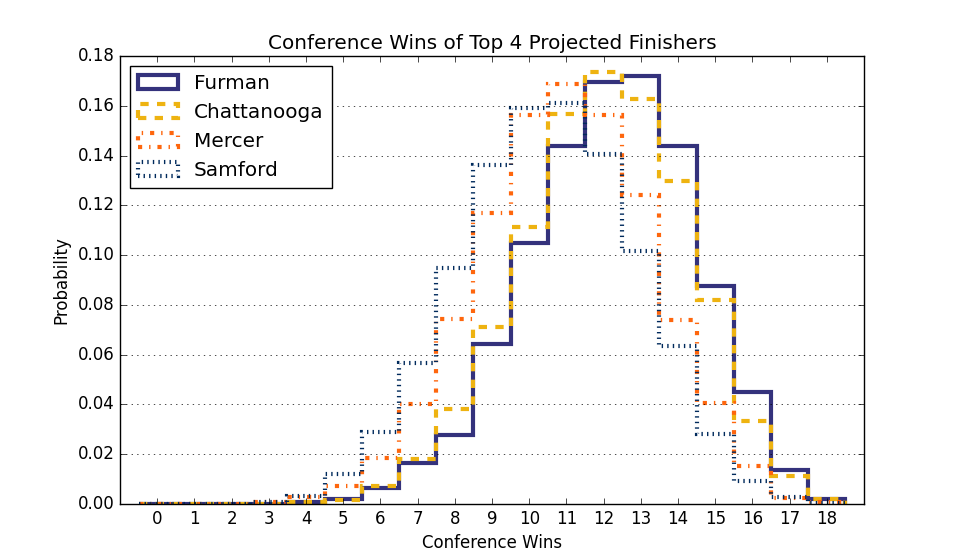 Conference Wins of Top 4 Projected Finishers
0.18
0.16
0.14
0.12
0.10
0.08
0.06
0.04
0.02
0.00
Probability
Furman
Chattanooga
Mercer
Samford
0 1 2 3 4 5 6 7 8 9 10 11 12 13 14 15 16 17 18
Conference Wins